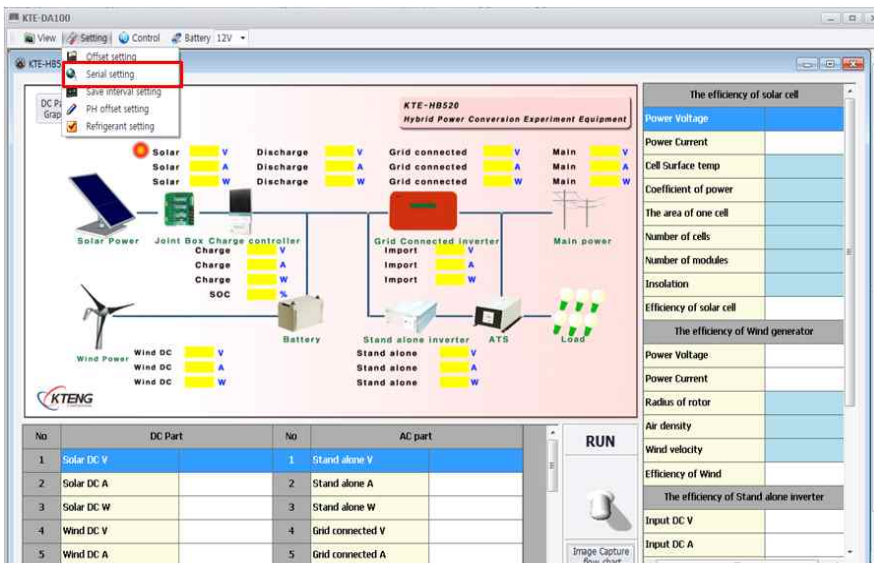 KTE-DA100
View Setting Control Battery 12V
Offset setting
Serial setting
Save interval setting
PH offset setting
Refrigerant setting
KTE-HB5
DC Pa
Grap
KTE-HB520
Hybrid Power Conversion Experiment Equipment
Solar V Discharge V Grid connected V Main V
Solar A Discharge A Grid connected A Main A
Solar W Discharge W Grid connected W Main W
Solar Power Joint Box Charge controller Grid Connected inverter Main power
Charge V Import V
Charge A Import A
Charge W Import W
SOC %
Battery Stand alone inverter ATS Load
Wind Power
Wind DC V Stand alone V
Wind DC A Stand alone A
Wind DC W Stand alone W
KTENG
No DC Part No AC part
1 Solar DC V 1 Stand alone V
2 Solar DC A 2 Stand alone A
3 Solar DC W 3 Stand alone W
4 Wind DC V 4 Grid connected V
5 Wind DC A 5 Grid connected A
RUN
Image Capture
flow chart
The efficiency of solar cell
Power Voltage
Power Current
Cell Surface temp
Coefficient of power
The area of one cell
Number of cells
Number of modules
Insolation
Efficiency of solar cell
The efficiency of Wind generator
Power Voltage
Power Current
Radius of rotor
Air density
Wind velocity
Efficiency of Wind
The efficiency of Stand alone inverter
Input DC V
Input DC A